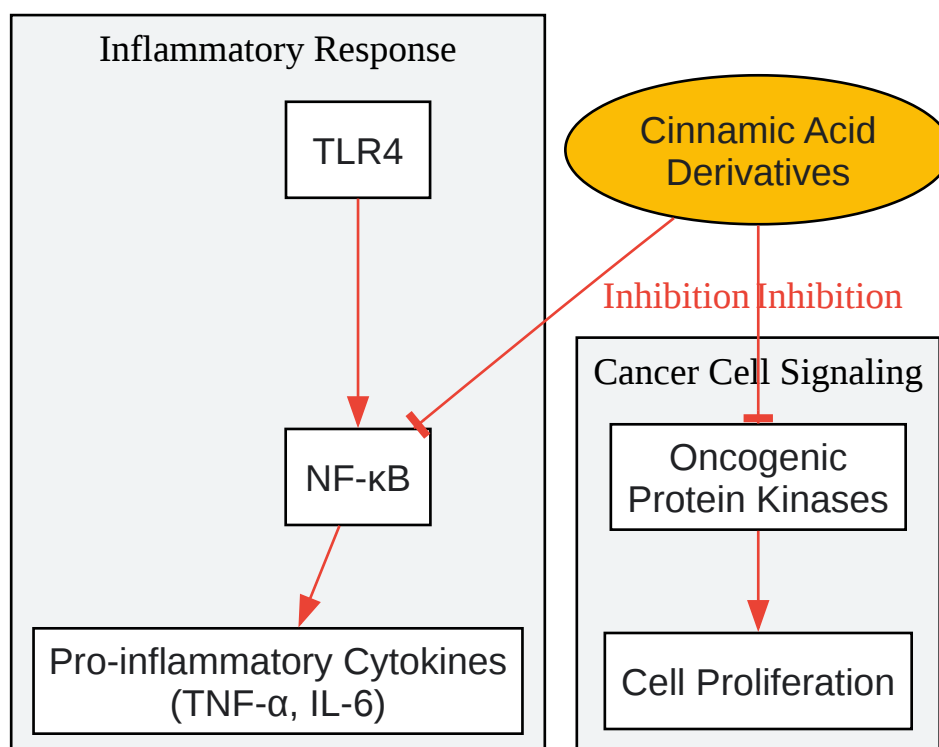 Inflammatory Response
TLR4
Cinnamic Acid
Derivatives
Inhibition
Inhibition
Cancer Cell Signaling
NF-κB
Oncogenic
Protein Kinases
Pro-inflammatory Cytokines
(TNF-α, IL-6)
Cell Proliferation